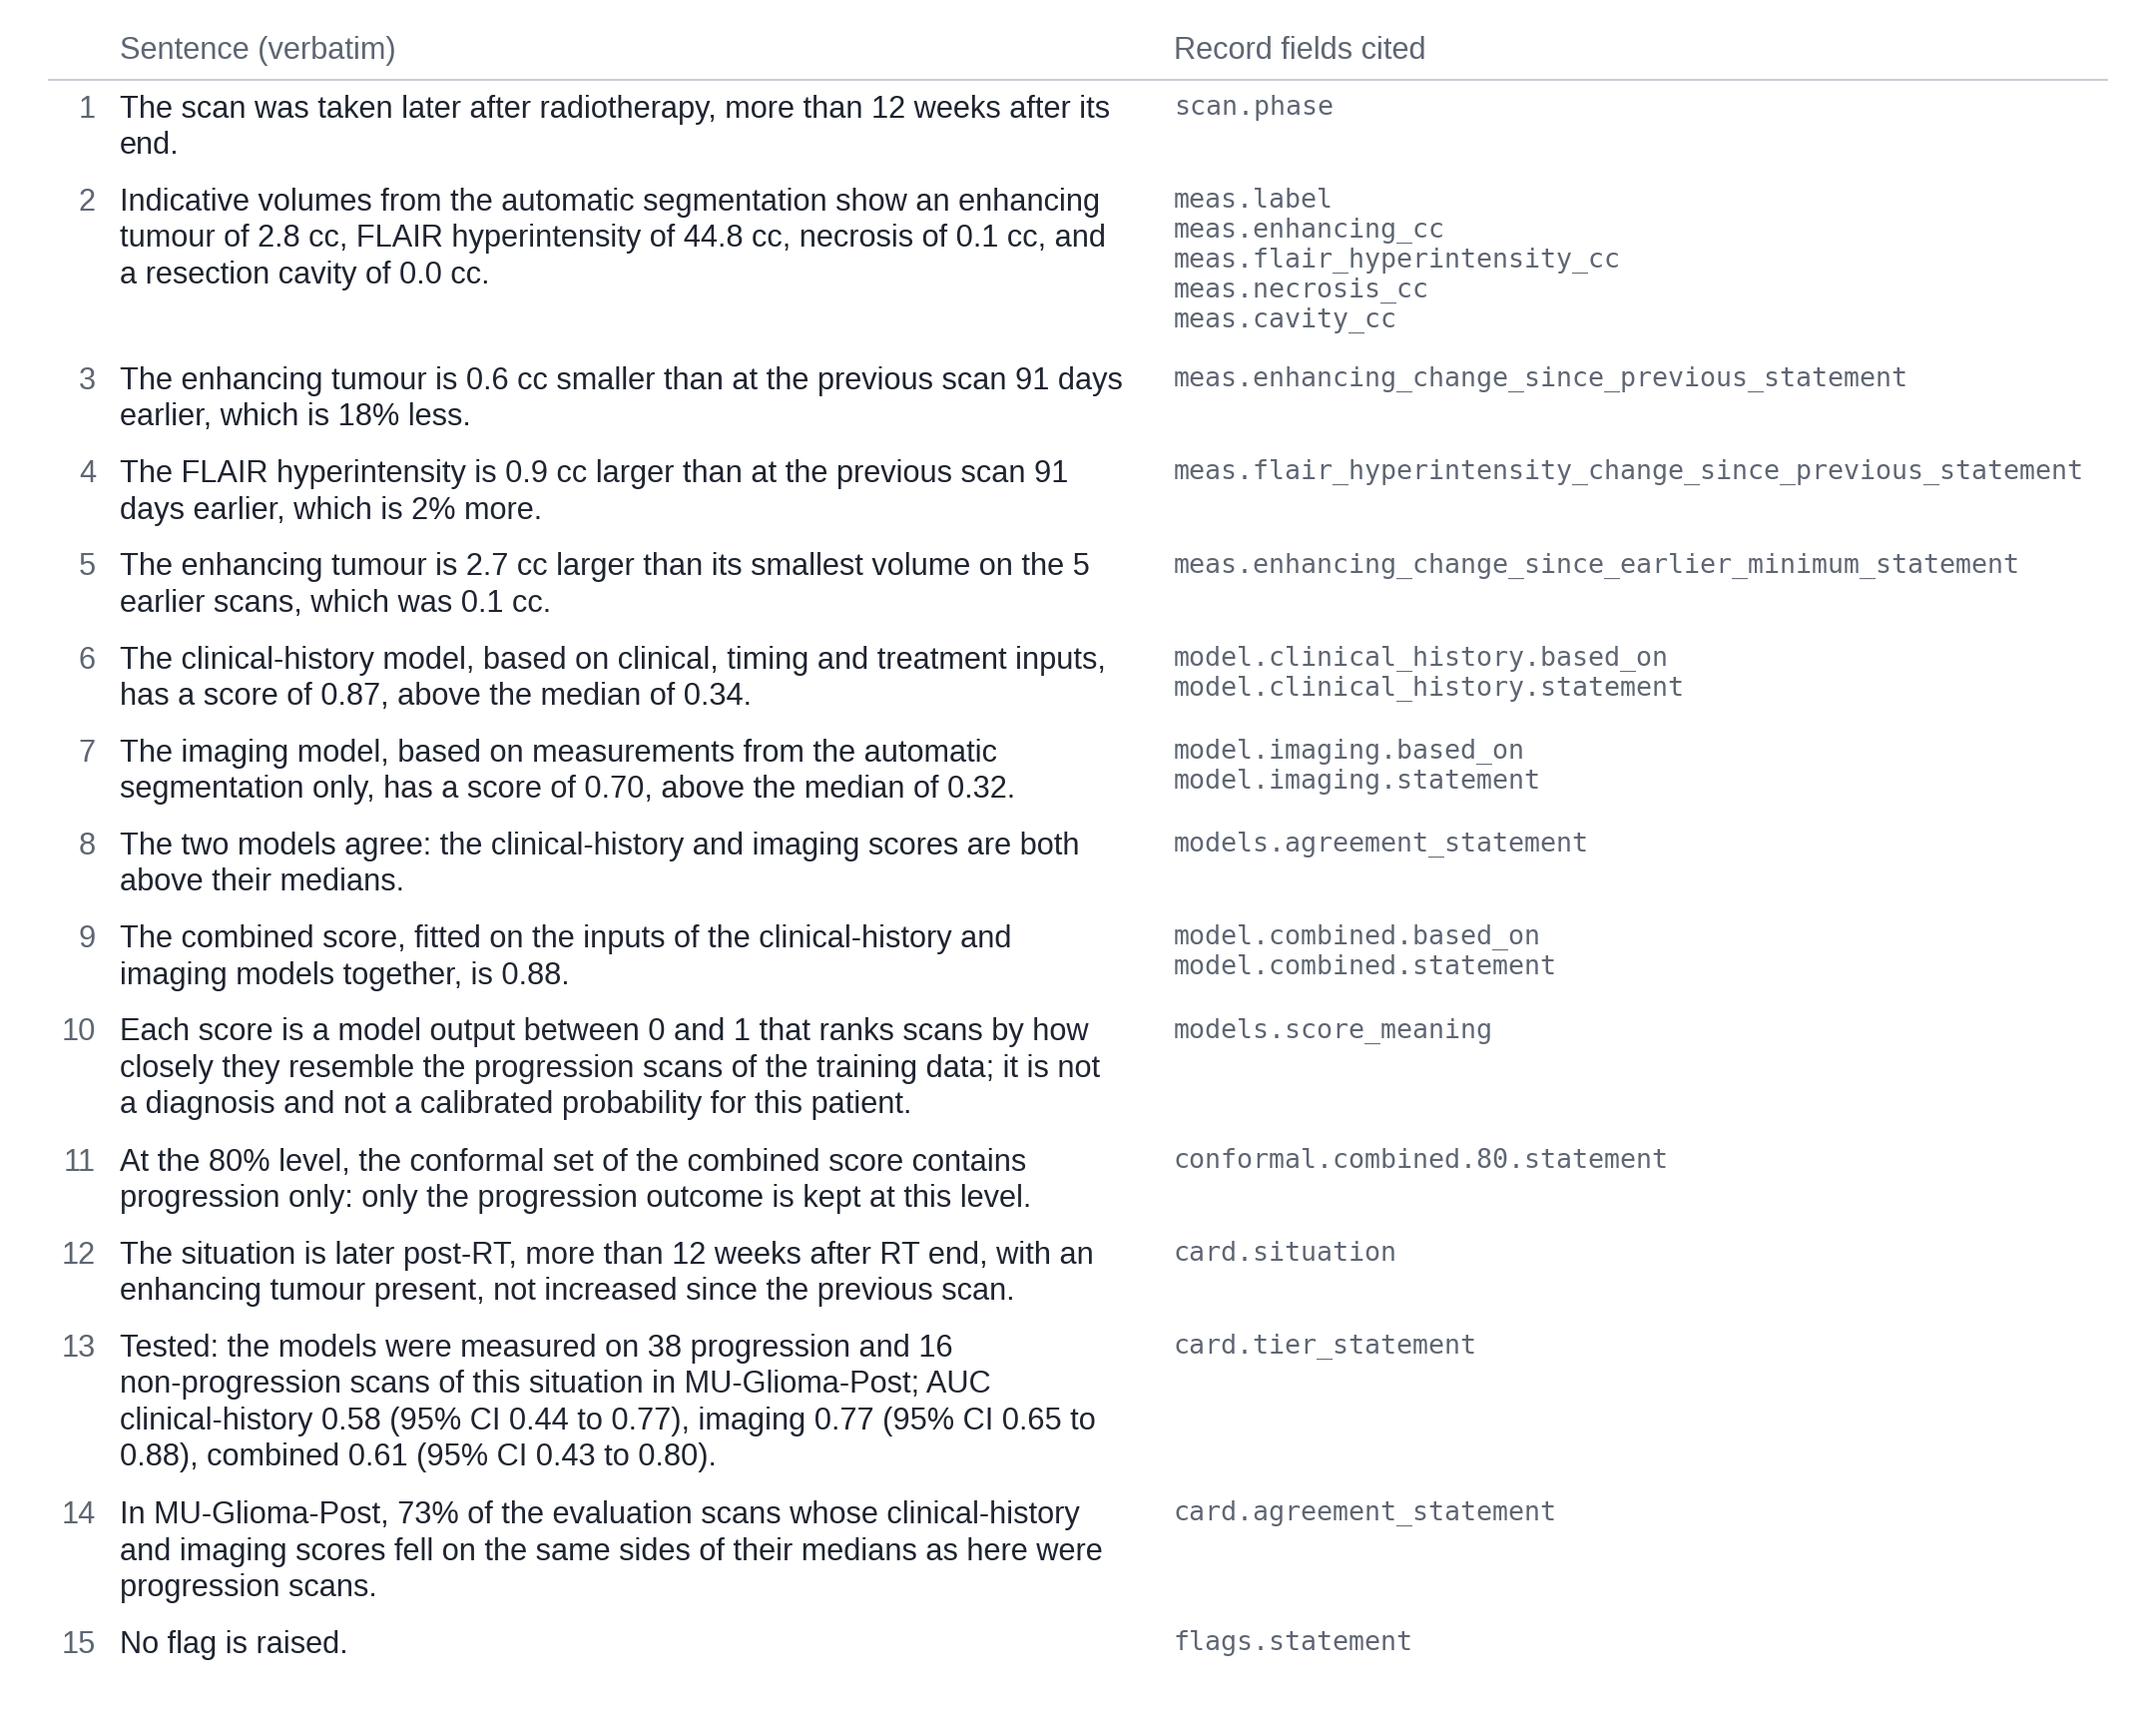 Sentence (verbatim) Record fields cited
1 The scan was taken later after radiotherapy, more than 12 weeks after its scan.phase
end.
2 Indicative volumes from the automatic segmentation show an enhancing meas.label
tumour of 2.8 cc, FLAIR hyperintensity of 44.8 cc, necrosis of 0.1 cc, and meas.enhancing_cc
a resection cavity of 0.0 cc. meas.flair_hyperintensity_cc
meas.necrosis_cc
meas.cavity_cc
3 The enhancing tumour is 0.6 cc smaller than at the previous scan 91 days meas.enhancing_change_since_previous_statement
earlier, which is 18% less.
4 The FLAIR hyperintensity is 0.9 cc larger than at the previous scan 91 meas.flair_hyperintensity_change_since_previous_statement
days earlier, which is 2% more.
5 The enhancing tumour is 2.7 cc larger than its smallest volume on the 5 meas.enhancing_change_since_earlier_minimum_statement
earlier scans, which was 0.1 cc.
6 The clinical-history model, based on clinical, timing and treatment inputs, model.clinical_history.based_on
has a score of 0.87, above the median of 0.34. model.clinical_history.statement
7 The imaging model, based on measurements from the automatic model.imaging.based_on
segmentation only, has a score of 0.70, above the median of 0.32. model.imaging.statement
8 The two models agree: the clinical-history and imaging scores are both models.agreement_statement
above their medians.
9 The combined score, fitted on the inputs of the clinical-history and model.combined.based_on
imaging models together, is 0.88. model.combined.statement
10 Each score is a model output between 0 and 1 that ranks scans by how models.score_meaning
closely they resemble the progression scans of the training data; it is not
a diagnosis and not a calibrated probability for this patient.
11 At the 80% level, the conformal set of the combined score contains conformal.combined.80.statement
progression only: only the progression outcome is kept at this level.
12 The situation is later post-RT, more than 12 weeks after RT end, with an card.situation
enhancing tumour present, not increased since the previous scan.
13 Tested: the models were measured on 38 progression and 16 card.tier_statement
non-progression scans of this situation in MU-Glioma-Post; AUC
clinical-history 0.58 (95% CI 0.44 to 0.77), imaging 0.77 (95% CI 0.65 to
0.88), combined 0.61 (95% CI 0.43 to 0.80).
14 In MU-Glioma-Post, 73% of the evaluation scans whose clinical-history card.agreement_statement
and imaging scores fell on the same sides of their medians as here were
progression scans.
15 No flag is raised. flags.statement